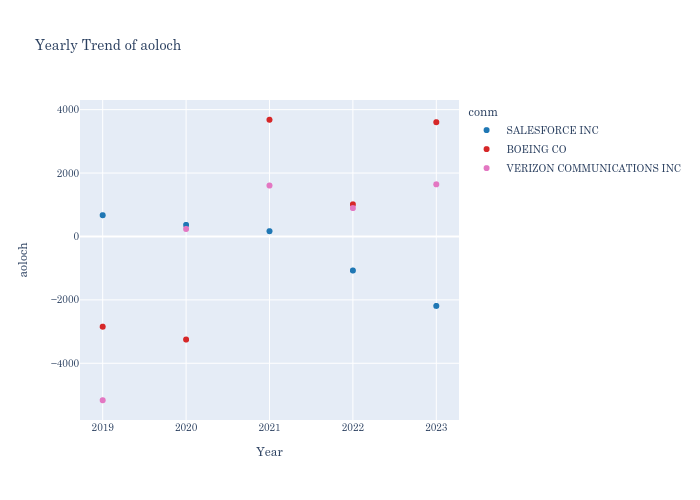 Yearly Trend of aoloch
conm
SALESFORCE INC
BOEING CO
VERIZON COMMUNICATIONS INC
aoloch
4000
2000
0
−2000
−4000
2019
2020
2021
2022
2023
Year